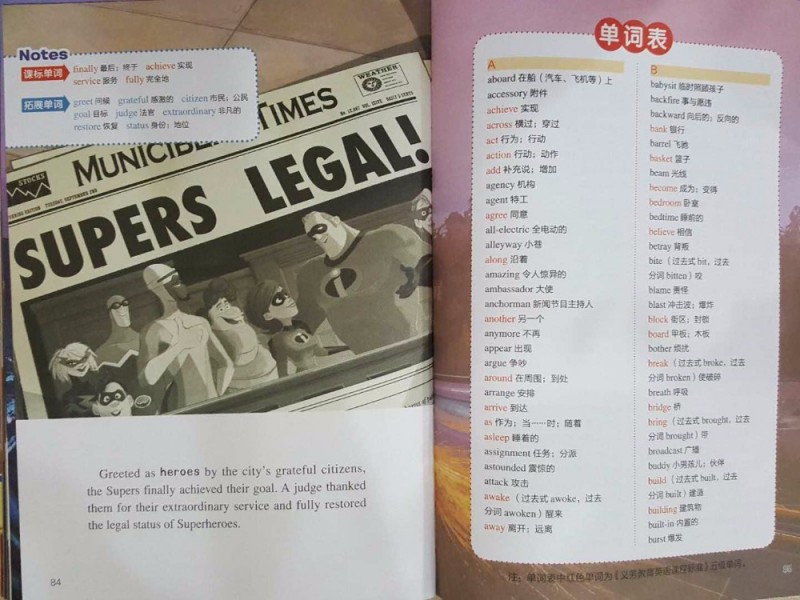 Notes
课标单词 finally 最后；终于 achieve 实现
service 服务 fully 完全地
拓展单词 greet 问候 grateful 感激的 citizen 市民；公民
goal 目标 judge 法官 extraordinary 非凡的
restore 恢复 status 身份；地位
WEATHER
TIMES
STOCKS
SUPERS LEGAL!
Greeted as heroes by the city's grateful citizens,
the Supers finally achieved their goal. A judge thanked
them for their extraordinary service and fully restored
the legal status of Superheroes.
84
单词表
A
aboard 在船（汽车、飞机等）上
accessory 附件
achieve 实现
across 横过；穿过
act 行为；行动
action 行动；动作
add 补充说；增加
agency 机构
agent 特工
agree 同意
all-electric 全电动的
alleyway 小巷
along 沿着
amazing 令人惊异的
ambassador 大使
anchorman 新闻节目主持人
another 另一个
anymore 不再
appear 出现
argue 争吵
around 在周围；到处
arrange 安排
arrive 到达
as 作为；当……时；随着
asleep 睡着的
assignment 任务；分派
astounded 震惊的
attack 攻击
awake （过去式 awoke，过去
分词 awoken）醒来
away 离开；远离
B
babysit 临时照顾孩子
backfire 事与愿违
backward 向后的；反向的
bank 银行
barrel 飞驰
basket 篮子
beam 光线
become 成为；变得
bedroom 卧室
bedtime 睡前的
believe 相信
betray 背叛
bite （过去式 bit，过去
分词 bitten）咬
blame 责怪
blast 冲击波；爆炸
block 街区；封锁
board 甲板；木板
bother 烦扰
break （过去式 broke，过去
分词 broken）使破碎
breath 呼吸
bridge 桥
bring （过去式 brought，过去
分词 brought）带
broadcast 广播
buddy 小男孩儿；伙伴
build （过去式 built，过去
分词 built）建造
building 建筑物
built-in 内置的
burst 爆发
注：单词表中红色单词为《义务教育英语课程标准》五级单词。